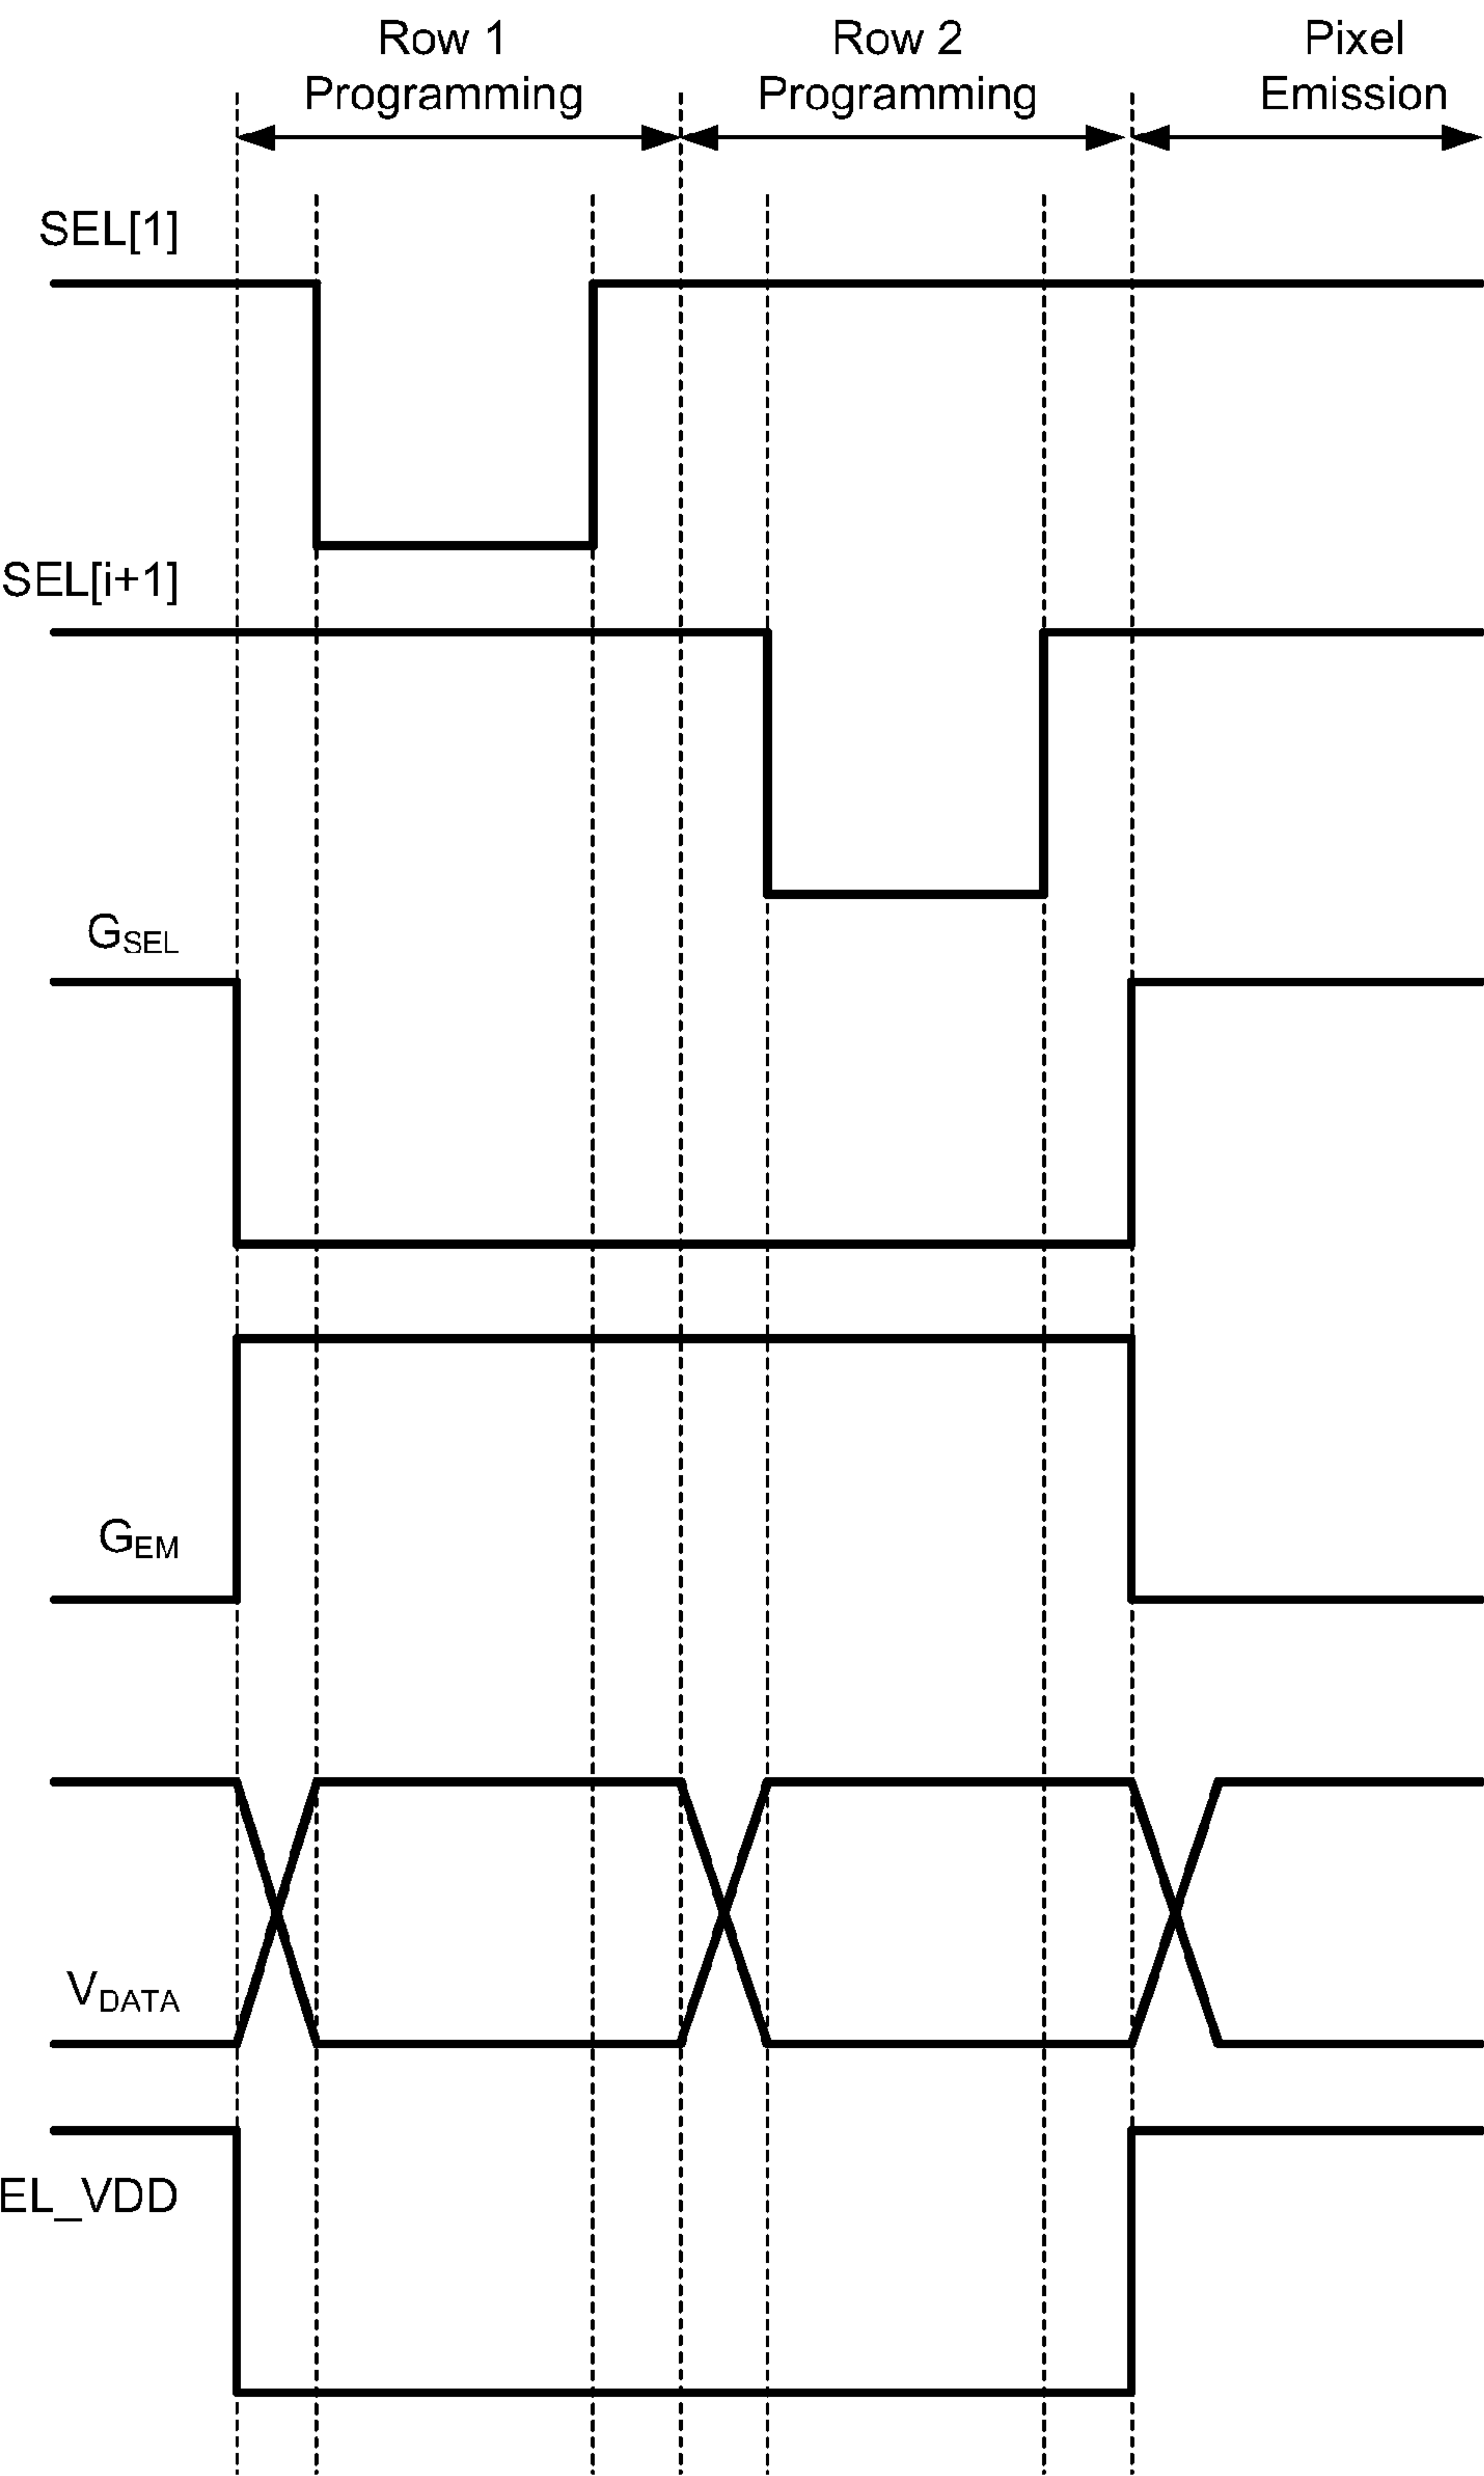 Row 1
Programming
Row 2
Programming
Pixel
Emission
SEL[1]
SEL[i+1]
GSEL
GEM
VDATA
EL_VDD